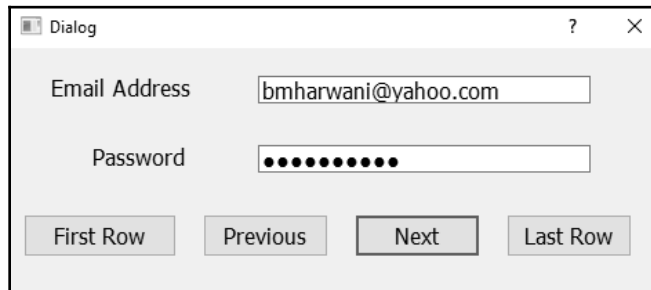 Dialog ? ×
Email Address bmharwani@yahoo.com
Password ●●●●●●●●●●
First Row Previous Next Last Row